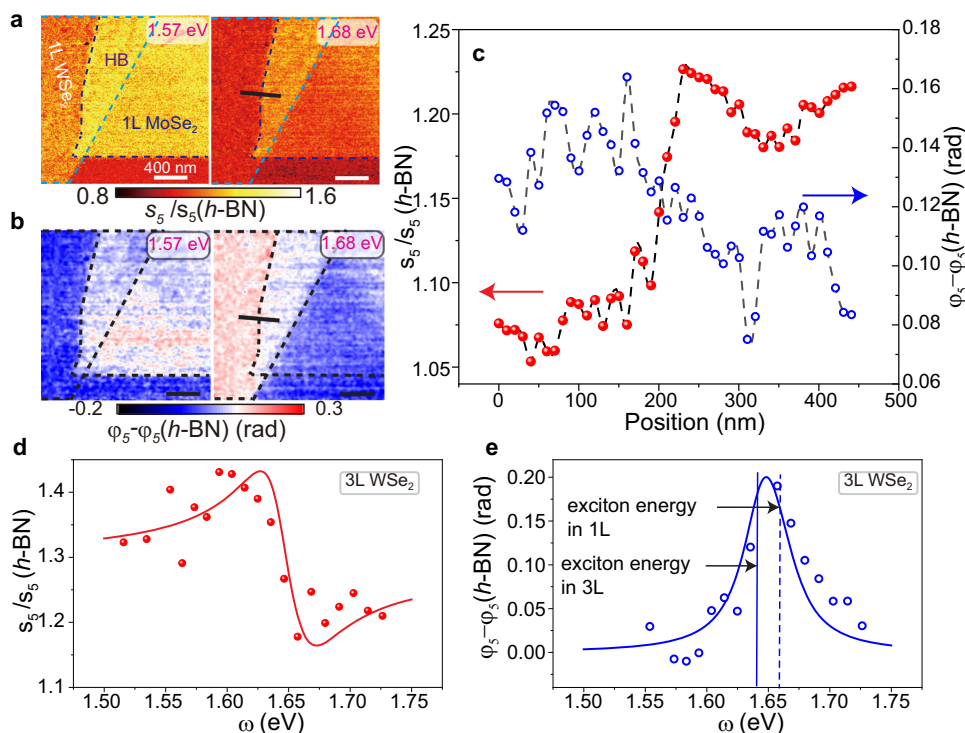 a
1.57 eV
1.68 eV
1L WSe₂
HB
1L MoSe₂
400 nm
0.8
1.6
s₅/s₅(h-BN)
b
1.57 eV
1.68 eV
-0.2
0.3
φ₅-φ₅(h-BN) (rad)
c
1.25
1.20
1.15
1.10
1.05
s₅/s₅(h-BN)
0.18
0.16
0.14
0.12
0.10
0.08
0.06
φ₅–φ₅(h-BN) (rad)
0 100 200 300 400 500
Position (nm)
d
3L WSe₂
1.4
1.3
1.2
1.1
s₅/s₅(h-BN)
1.50 1.55 1.60 1.65 1.70 1.75
ω (eV)
e
3L WSe₂
0.20
0.15
0.10
0.05
0.00
φ₅–φ₅(h-BN) (rad)
exciton energy
in 1L
exciton energy
in 3L
1.50 1.55 1.60 1.65 1.70 1.75
ω (eV)